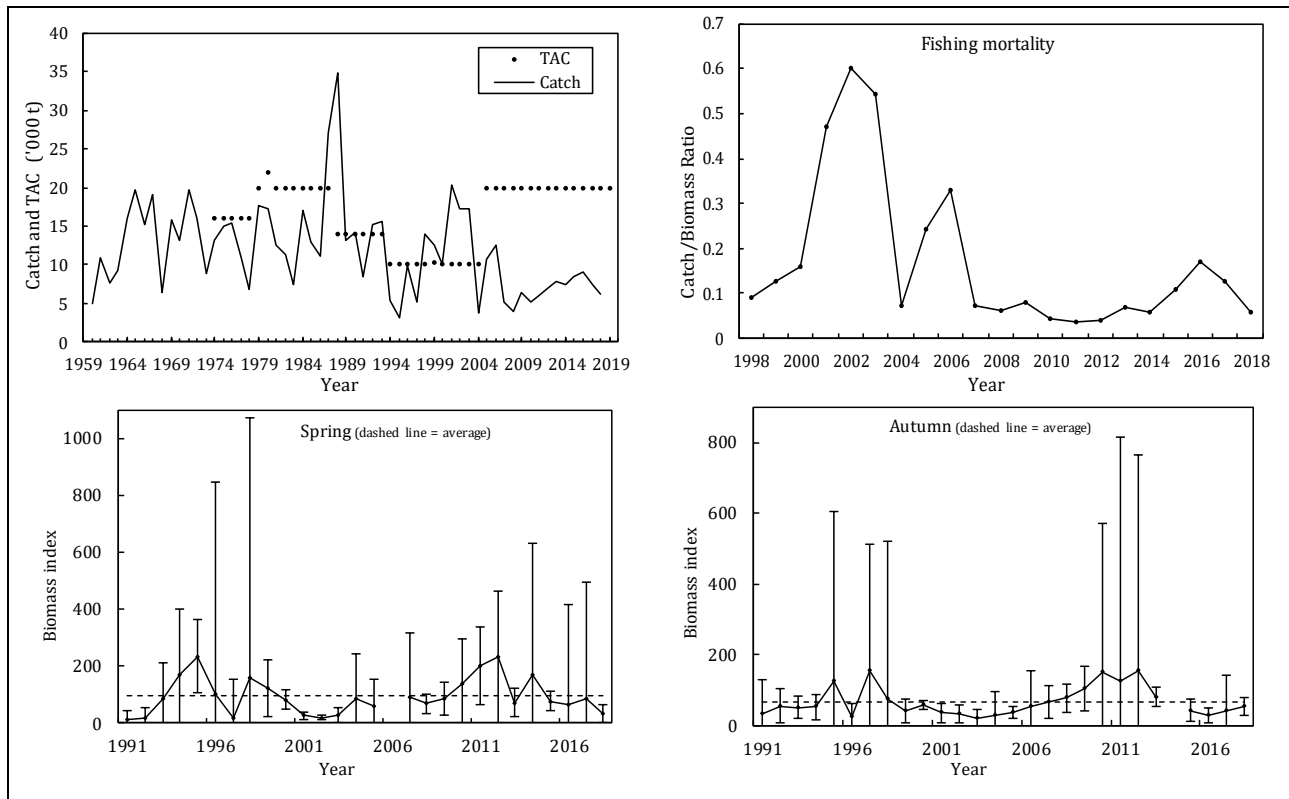 40
35
30
25
20
15
10
5
0
Catch and TAC ('000 t)
TAC
Catch
1959 1964 1969 1974 1979 1984 1989 1994 1999 2004 2009 2014 2019
Year
0.7
0.6
0.5
0.4
0.3
0.2
0.1
0
Catch/Biomass Ratio
Fishing mortality
1998 2000 2002 2004 2006 2008 2010 2012 2014 2016 2018
Year
1000
800
600
400
200
0
Biomass index
Spring (dashed line = average)
1991 1996 2001 2006 2011 2016
Year
800
600
400
200
0
Biomass index
Autumn (dashed line = average)
1991 1996 2001 2006 2011 2016
Year